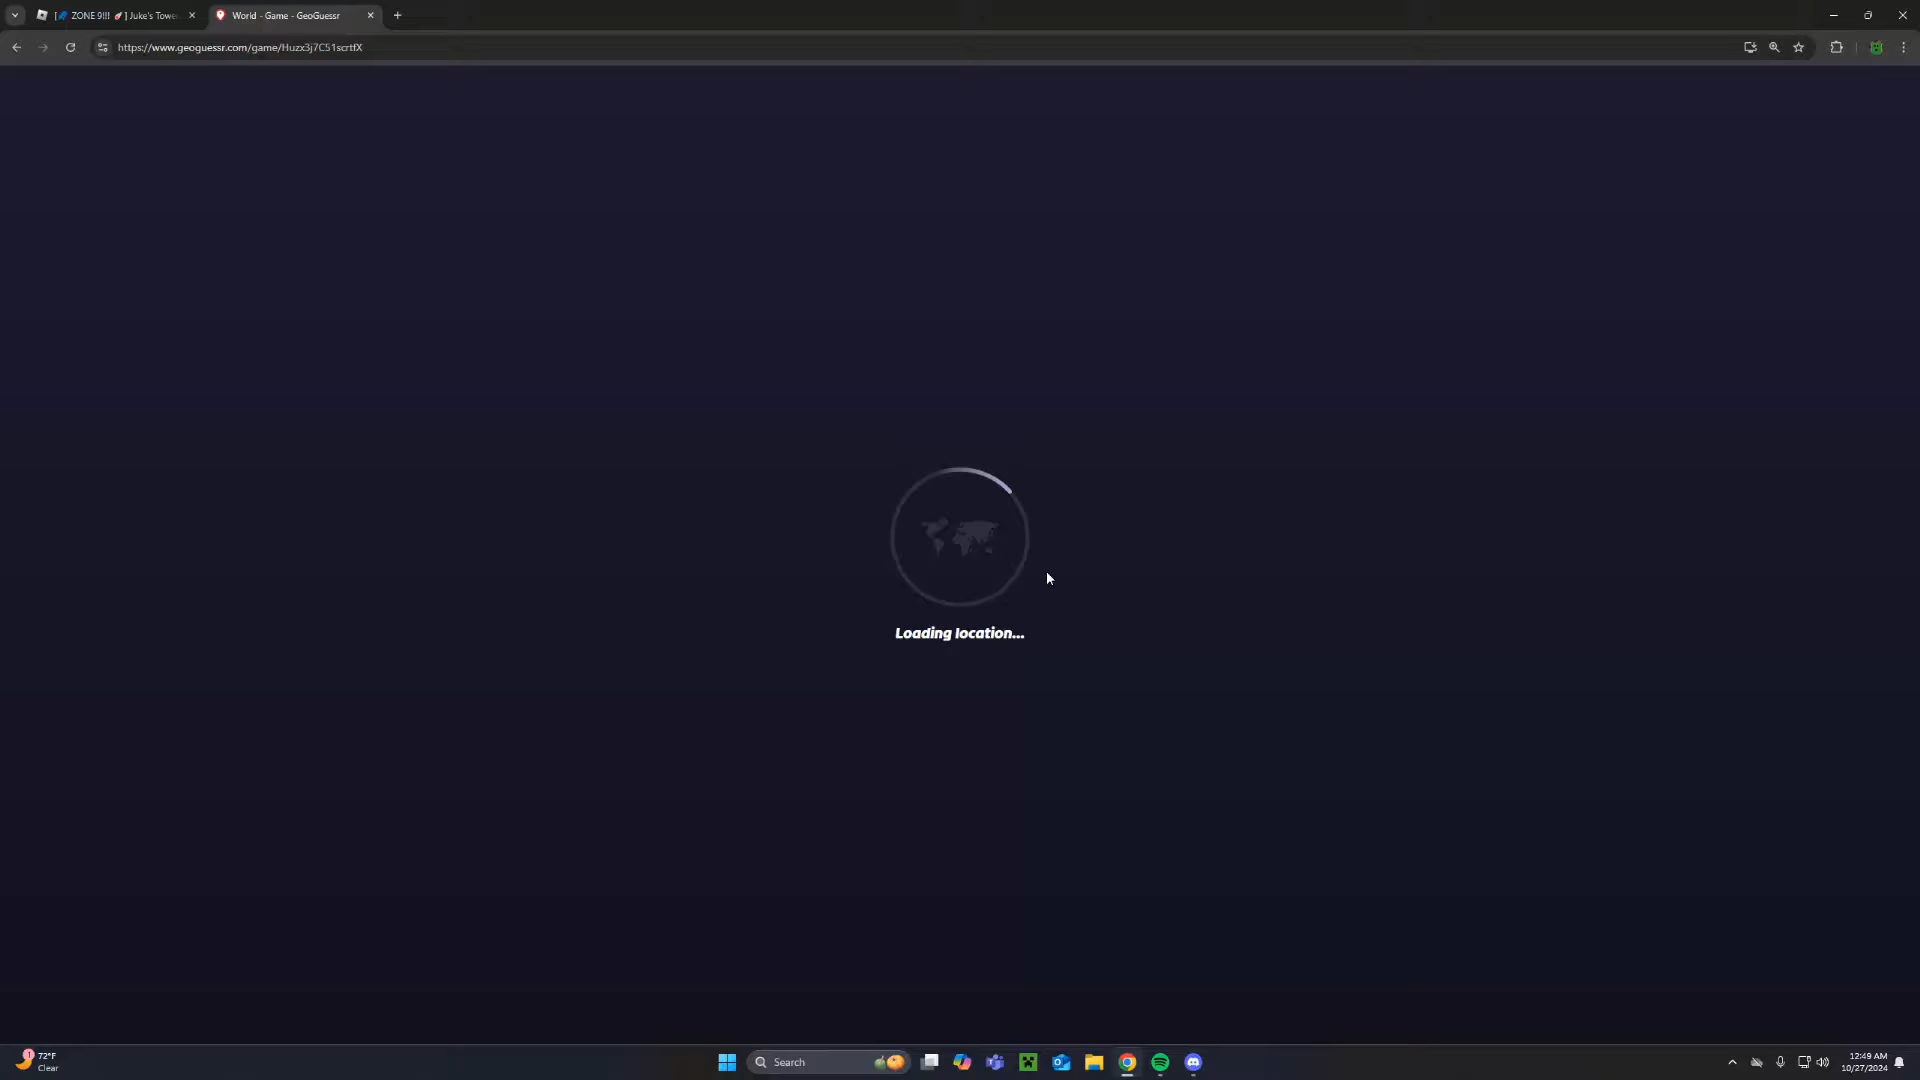 [ ZONE 9!!! ] Juke's Towe
World - Game - GeoGuessr
https://www.geoguessr.com/game/Huzx3j7C51scrtfX
Loading location...
1
72°F
Clear
Search
12:49 AM
10/27/2024